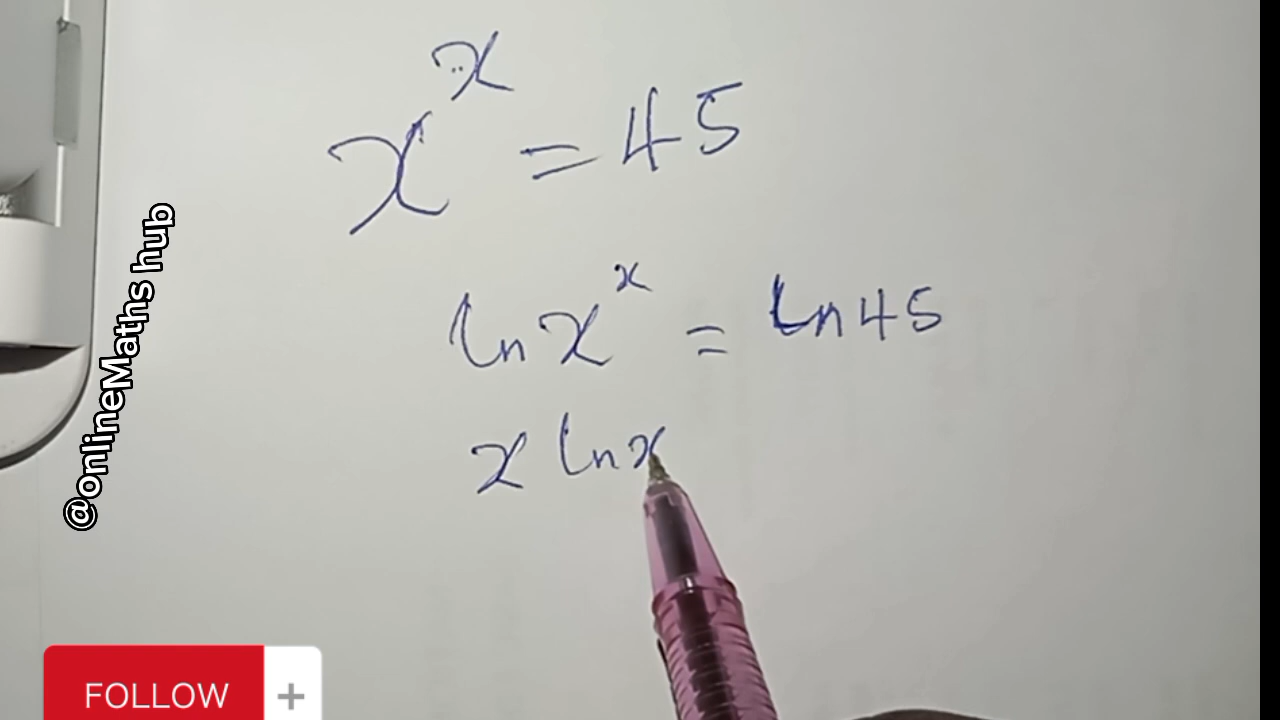 x^x = 45
ln x^x = ln 45
x ln x
@onlineMaths hub
FOLLOW +